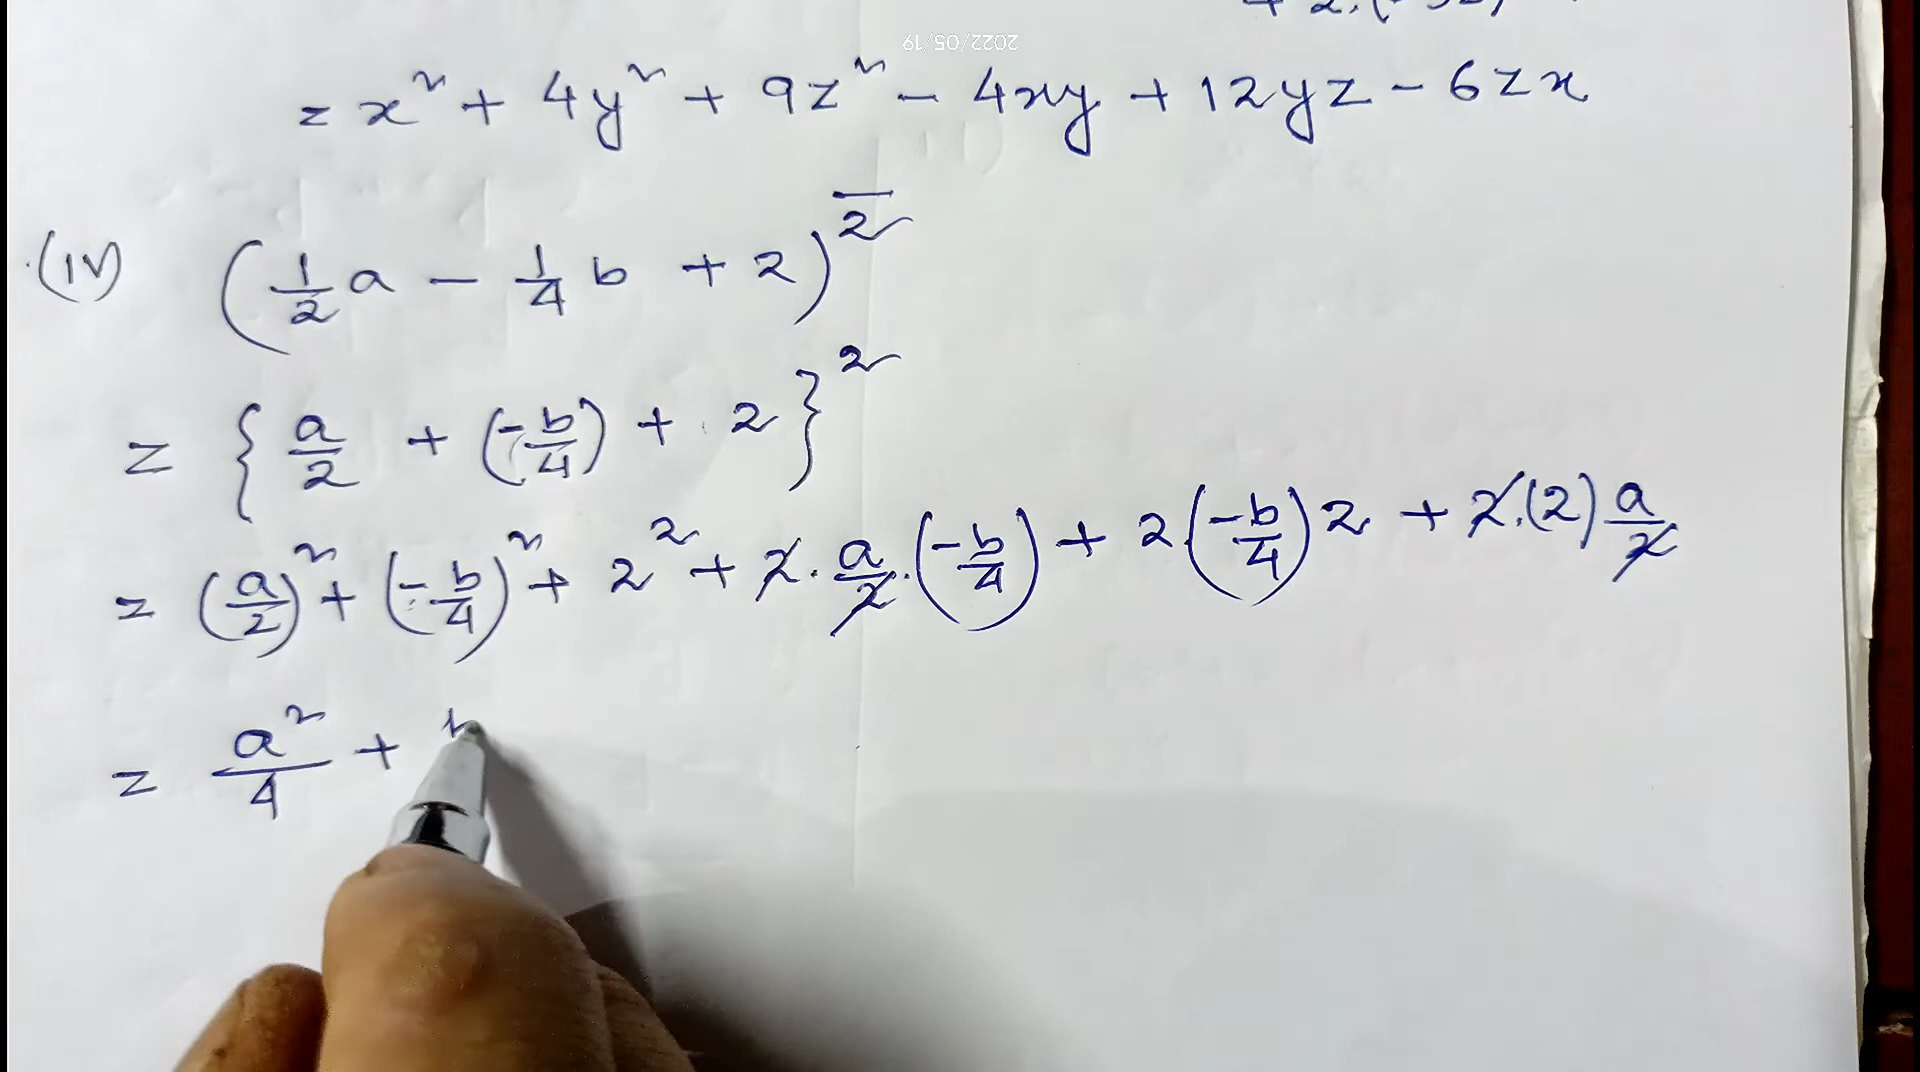 2022/05/19
= x² + 4y² + 9z² - 4xy + 12yz - 6zx
(iv) (1/2 a - 1/4 b + 2)²
= {a/2 + (-b/4) + 2}²
= (a/2)² + (-b/4)² + 2² + 2. a/2 .(-b/4) + 2.(-b/4)2 + 2.(2) a/2
= a²/4 +